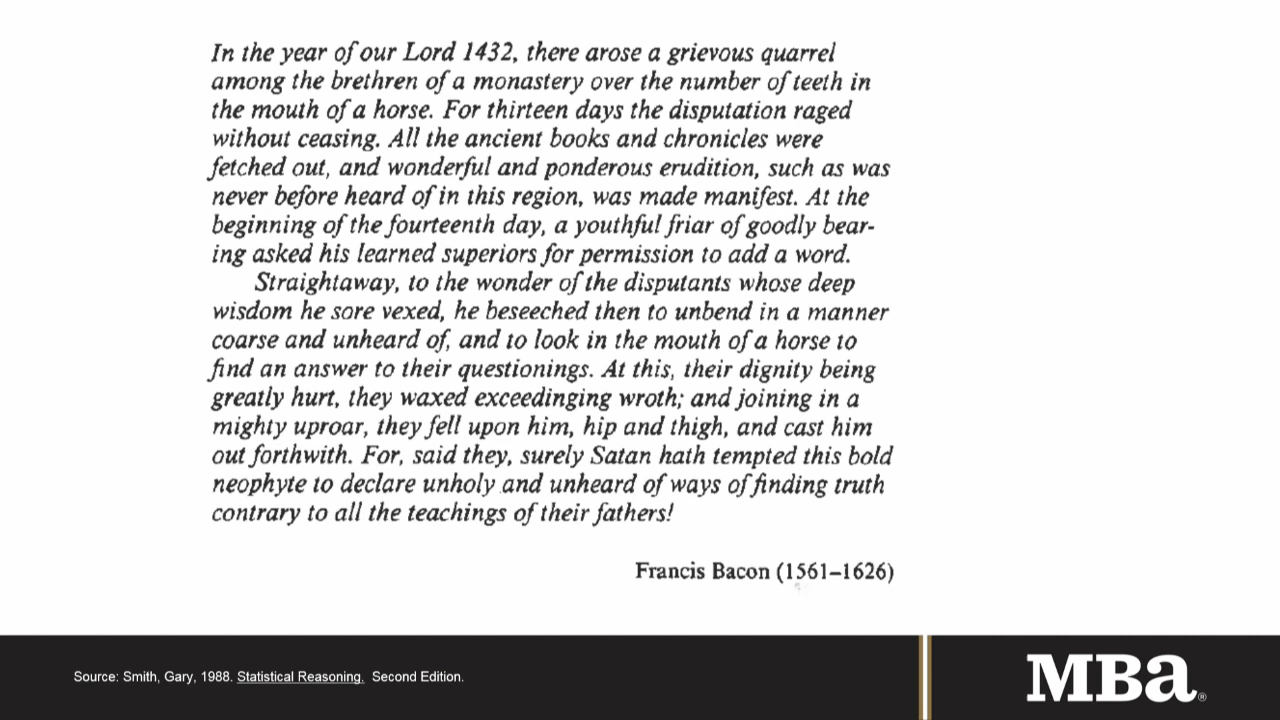 In the year of our Lord 1432, there arose a grievous quarrel
among the brethren of a monastery over the number of teeth in
the mouth of a horse. For thirteen days the disputation raged
without ceasing. All the ancient books and chronicles were
fetched out, and wonderful and ponderous erudition, such as was
never before heard of in this region, was made manifest. At the
beginning of the fourteenth day, a youthful friar of goodly bear-
ing asked his learned superiors for permission to add a word.
Straightaway, to the wonder of the disputants whose deep
wisdom he sore vexed, he beseeched then to unbend in a manner
coarse and unheard of, and to look in the mouth of a horse to
find an answer to their questionings. At this, their dignity being
greatly hurt, they waxed exceedinging wroth; and joining in a
mighty uproar, they fell upon him, hip and thigh, and cast him
out forthwith. For, said they, surely Satan hath tempted this bold
neophyte to declare unholy and unheard of ways of finding truth
contrary to all the teachings of their fathers!
Francis Bacon (1561–1626)
Source: Smith, Gary, 1988. Statistical Reasoning. Second Edition.
MBa®